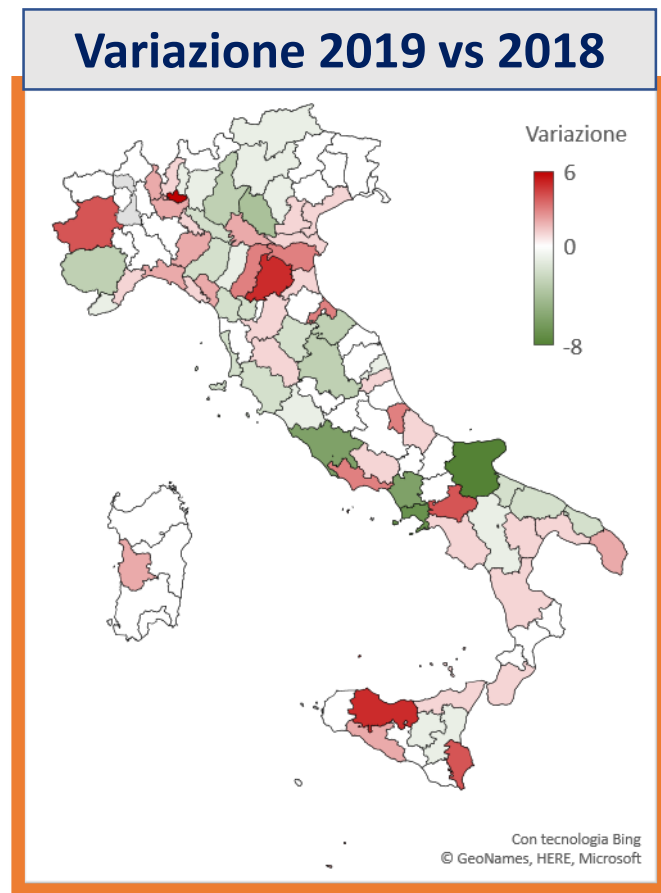 Variazione 2019 vs 2018
Variazione
6
0
-8
Con tecnologia Bing
© GeoNames, HERE, Microsoft